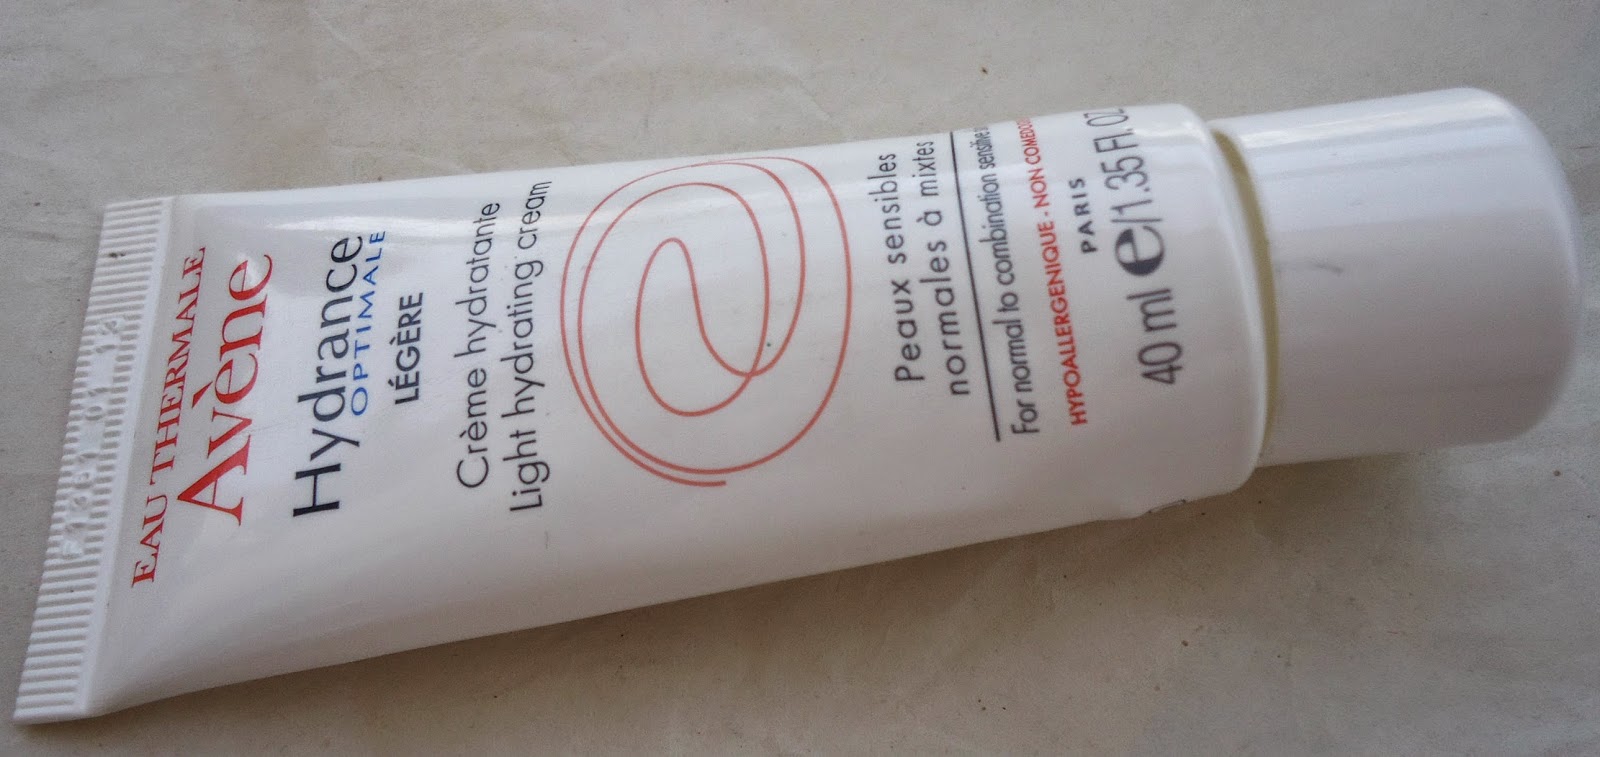 EAU THERMALE
Avène
Hydrance
OPTIMALE
LÉGÈRE
Crème hydratante
Light hydrating cream
Peaux sensibles
normales à mixtes
For normal to combination sensitive
HYPOALLERGENIQUE - NON
PARIS
40 ml e/1.35 Fl. OZ